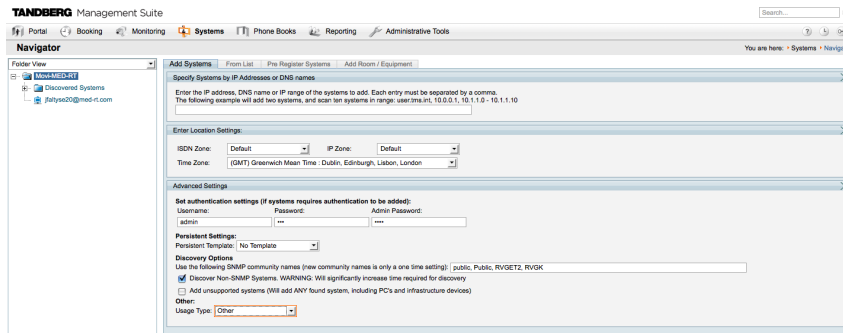 TANDBERG Management Suite
Search...
Portal Booking Monitoring Systems Phone Books Reporting Administrative Tools
Navigator
You are here: Systems
Folder View
Add Systems From List Pre Register Systems Add Room / Equipment
Movi-MED-RT
Discovered Systems
jfaltyse20@med-rt.com
Specify Systems by IP Addresses or DNS names
Enter the IP address, DNS name or IP range of the systems to add. Each entry must be separated by a comma.
The following example will add two systems, and scan ten systems in range: user.tms.int, 10.0.0.1, 10.1.1.0 - 10.1.1.10
Enter Location Settings:
ISDN Zone: Default IP Zone: Default
Time Zone: (GMT) Greenwich Mean Time : Dublin, Edinburgh, Lisbon, London
Advanced Settings
Set authentication settings (if systems requires authentication to be added):
Username: Password: Admin Password:
admin ••• ••••
Persistent Settings:
Persistent Template: No Template
Discovery Options
Use the following SNMP community names (new community names is only a one time setting): public, Public, RVGET2, RVGK
Discover Non-SNMP Systems. WARNING: Will significantly increase time required for discovery
Add unsupported systems (Will add ANY found system, including PC's and infrastructure devices)
Other:
Usage Type: Other